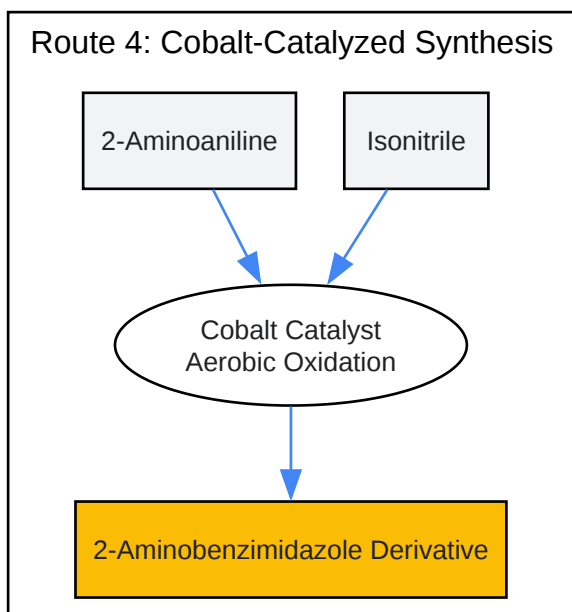 Route 4: Cobalt-Catalyzed Synthesis
2-Aminoaniline
Isonitrile
Cobalt Catalyst
Aerobic Oxidation
2-Aminobenzimidazole Derivative